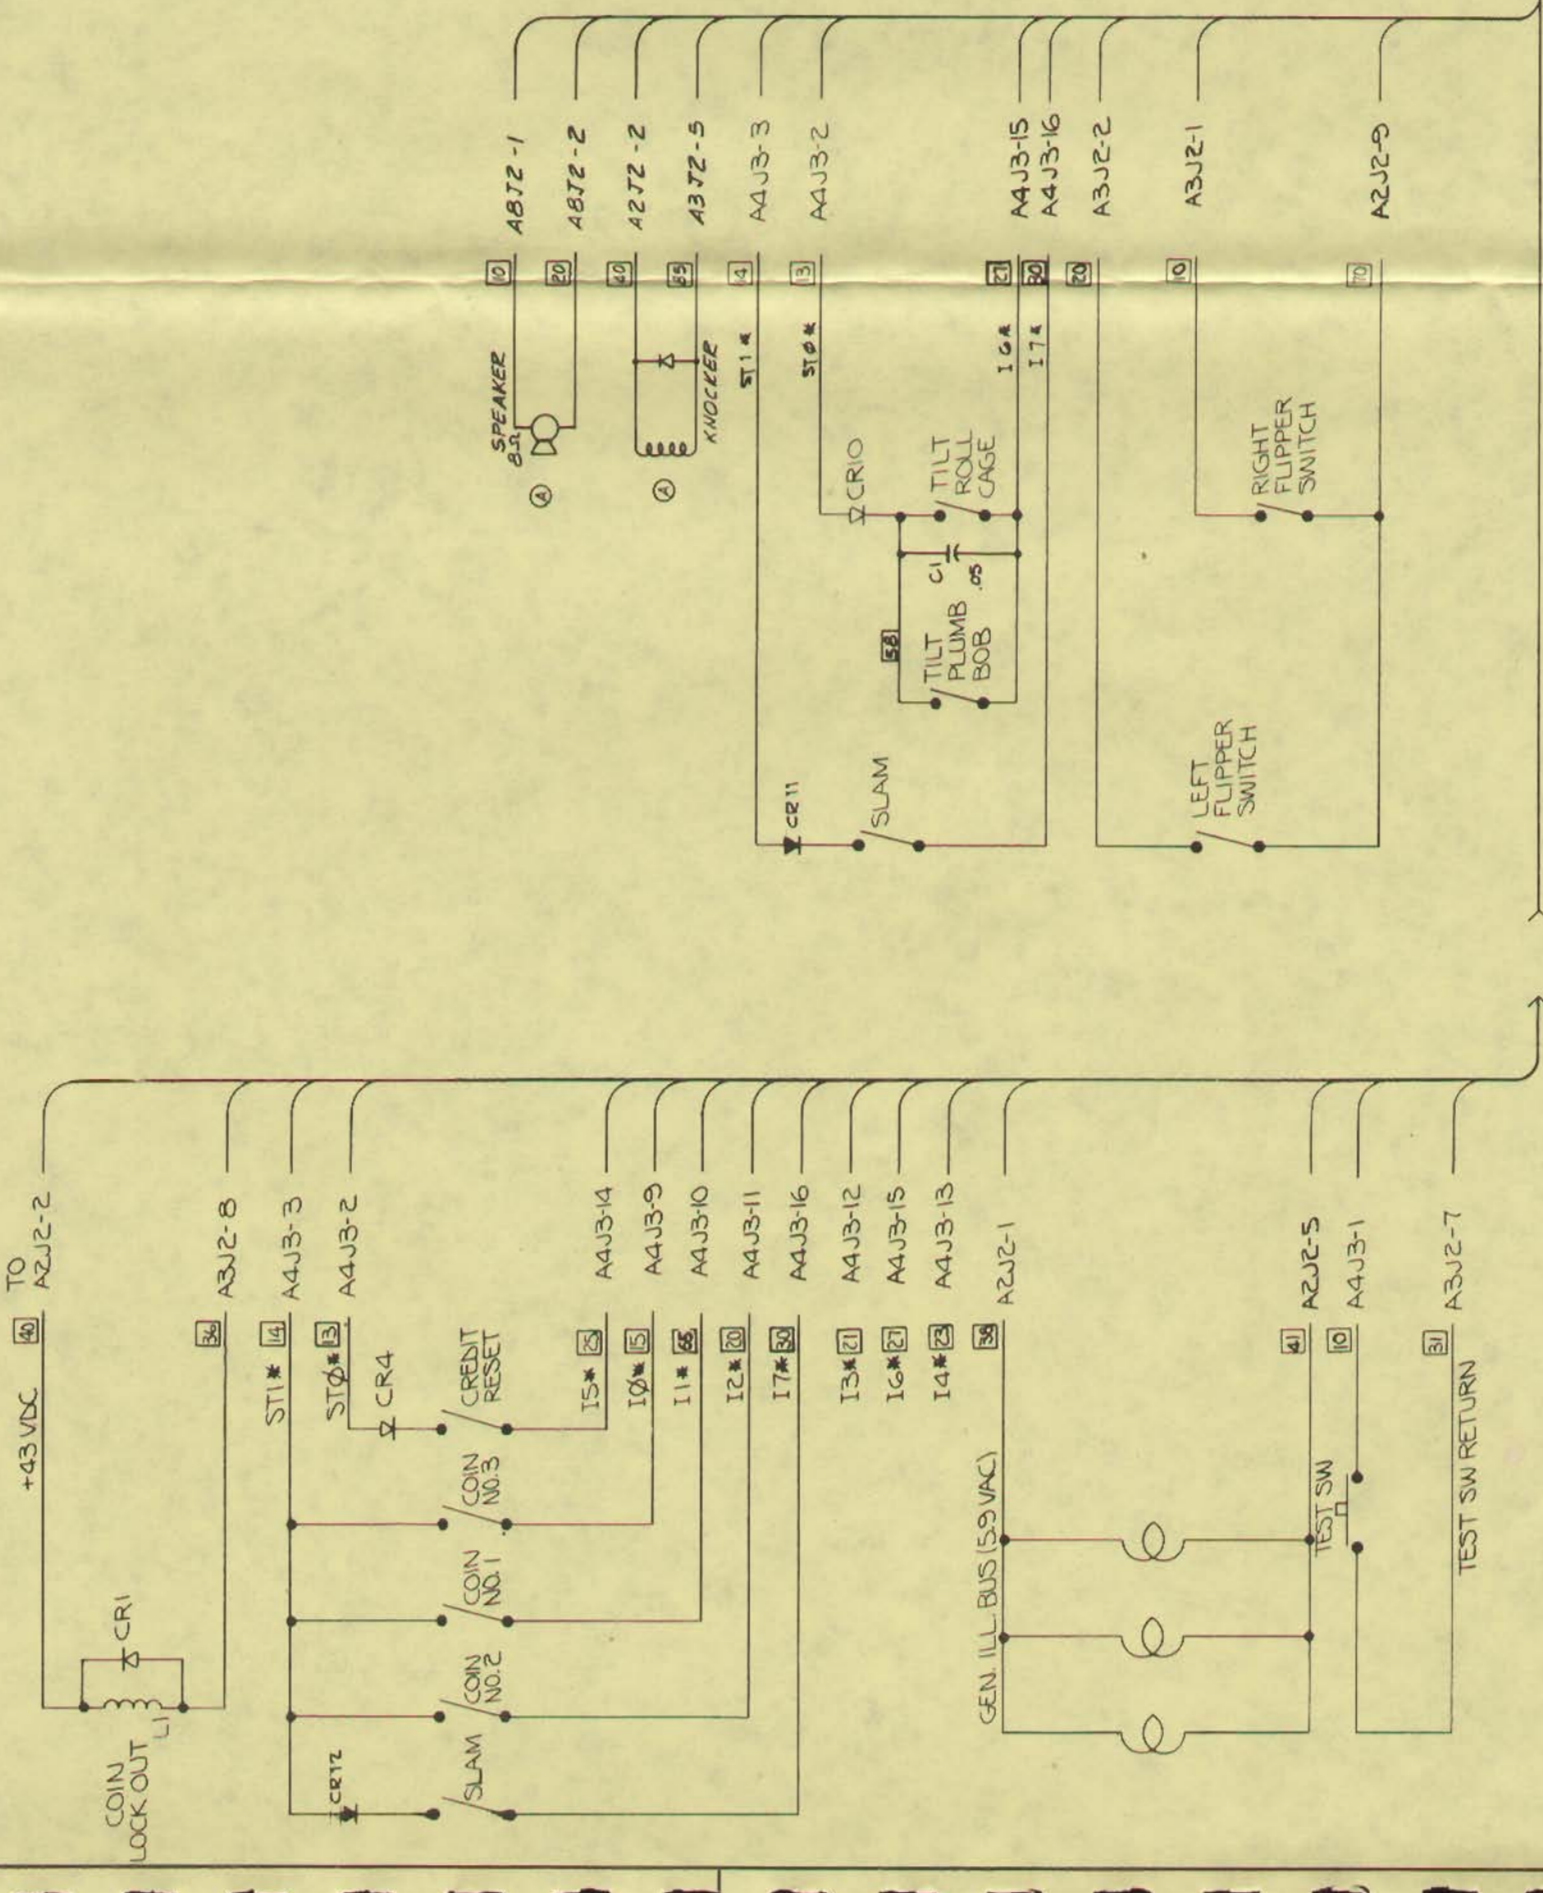 TO
A2J2-2
40
+43 VDC
CR1
L1
COIN
LOCK OUT
A3J2-8
36
A4J3-3
14
ST1*
A4J3-2
13
STØ*
CR4
CREDIT
RESET
COIN
NO.3
COIN
NO.1
COIN
NO.2
CR12
SLAM
A4J3-14
25
I5*
A4J3-9
15
IØ*
A4J3-10
I1*
A4J3-11
20
I2*
A4J3-16
30
I7*
A4J3-12
21
I3*
A4J3-15
27
I6*
A4J3-13
23
I4*
A2J2-1
38
GEN. ILL. BUS (5.9 VAC)
A2J2-5
41
A4J3-1
10
TEST SW
A3J2-7
31
TEST SW RETURN
A8J2-1
10
SPEAKER
8Ω
A
A8J2-2
20
A2J2-2
40
A3J2-5
KNOCKER
A
A4J3-3
14
ST1*
CR11
SLAM
A4J3-2
13
STØ*
CR10
TILT
ROLL
CAGE
C1
.05
58
TILT
PLUMB
BOB
A4J3-15
27
I6*
A4J3-16
30
I7*
A3J2-2
20
LEFT
FLIPPER
SWITCH
A3J2-1
10
RIGHT
FLIPPER
SWITCH
A2J2-9
70